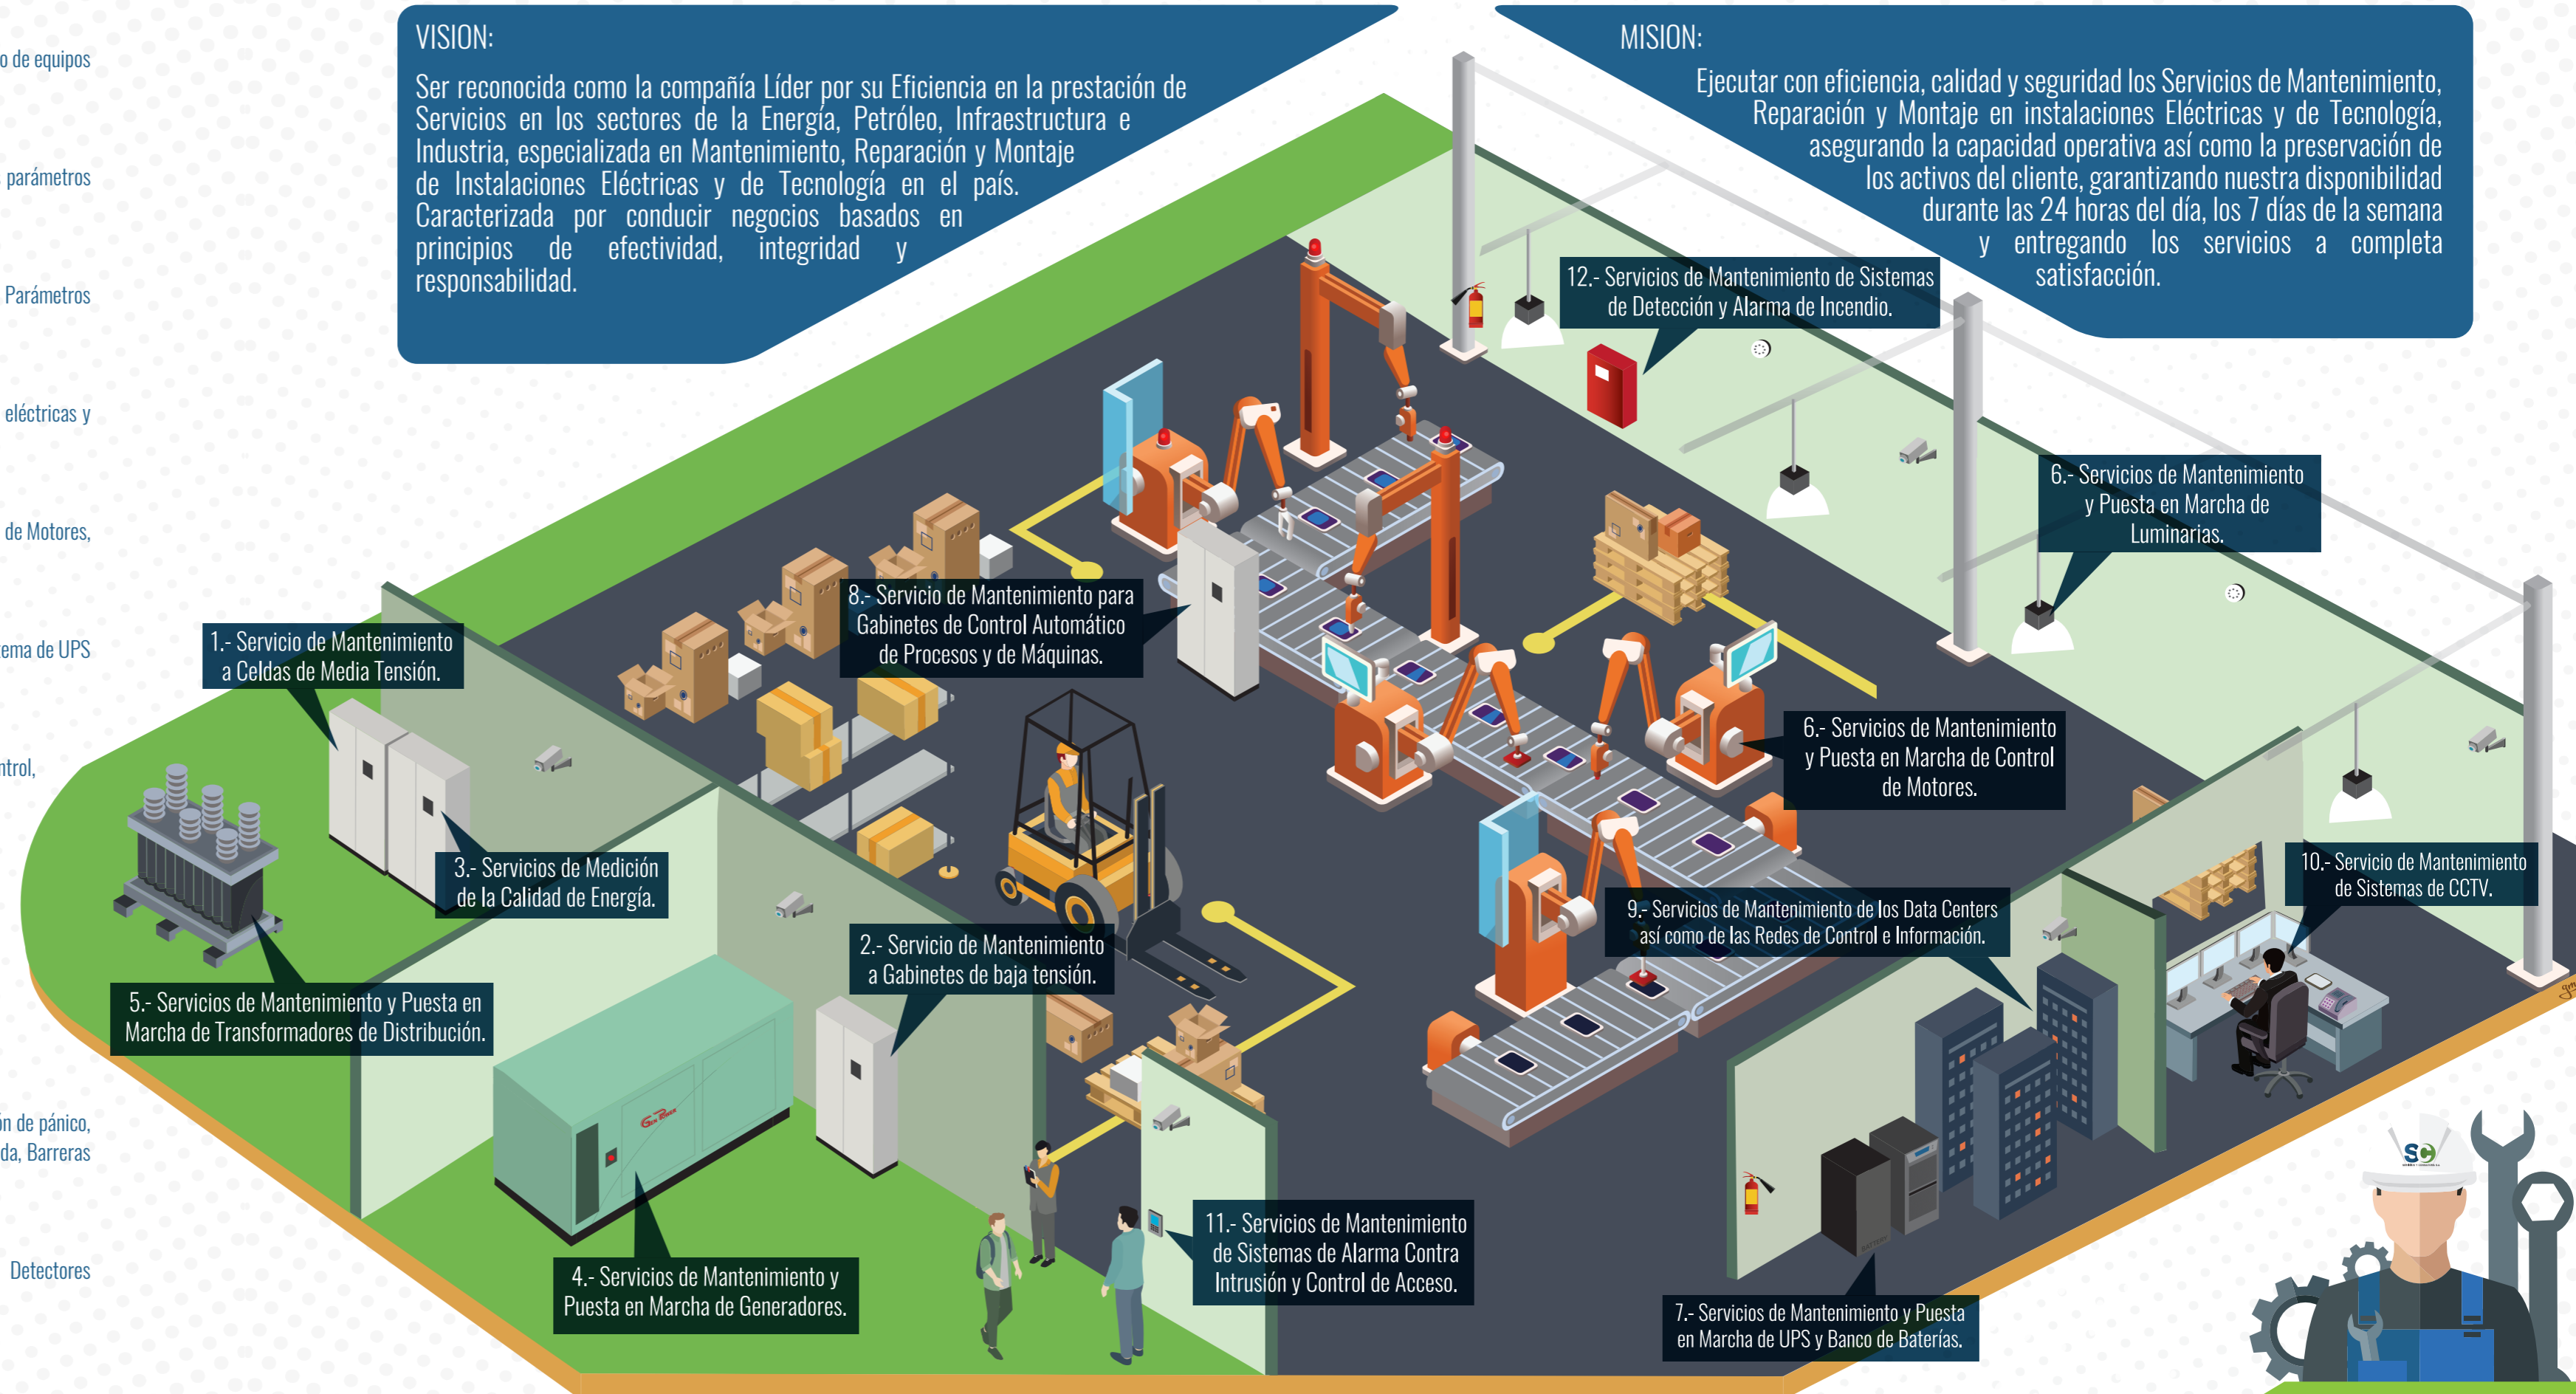 o de equipos
parámetros
Parámetros
eléctricas y
de Motores,
tema de UPS
ntrol,
ón de pánico,
da, Barreras
Detectores
VISION:
Ser reconocida como la compañía Líder por su Eficiencia en la prestación de
Servicios en los sectores de la Energía, Petróleo, Infraestructura e
Industria, especializada en Mantenimiento, Reparación y Montaje
de Instalaciones Eléctricas y de Tecnología en el país.
Caracterizada por conducir negocios basados en
principios de efectividad, integridad y
responsabilidad.
MISION:
Ejecutar con eficiencia, calidad y seguridad los Servicios de Mantenimiento,
Reparación y Montaje en instalaciones Eléctricas y de Tecnología,
asegurando la capacidad operativa así como la preservación de
los activos del cliente, garantizando nuestra disponibilidad
durante las 24 horas del día, los 7 días de la semana
y entregando los servicios a completa
satisfacción.
12.- Servicios de Mantenimiento de Sistemas
de Detección y Alarma de Incendio.
6.- Servicios de Mantenimiento
y Puesta en Marcha de
Luminarias.
8.- Servicio de Mantenimiento para
Gabinetes de Control Automático
de Procesos y de Máquinas.
1.- Servicio de Mantenimiento
a Celdas de Media Tensión.
6.- Servicios de Mantenimiento
y Puesta en Marcha de Control
de Motores.
3.- Servicios de Medición
de la Calidad de Energía.
10.- Servicio de Mantenimiento
de Sistemas de CCTV.
9.- Servicios de Mantenimiento de los Data Centers
así como de las Redes de Control e Información.
2.- Servicio de Mantenimiento
a Gabinetes de baja tensión.
5.- Servicios de Mantenimiento y Puesta en
Marcha de Transformadores de Distribución.
11.- Servicios de Mantenimiento
de Sistemas de Alarma Contra
Intrusión y Control de Acceso.
4.- Servicios de Mantenimiento y
Puesta en Marcha de Generadores.
7.- Servicios de Mantenimiento y Puesta
en Marcha de UPS y Banco de Baterías.
BATTERY
SC